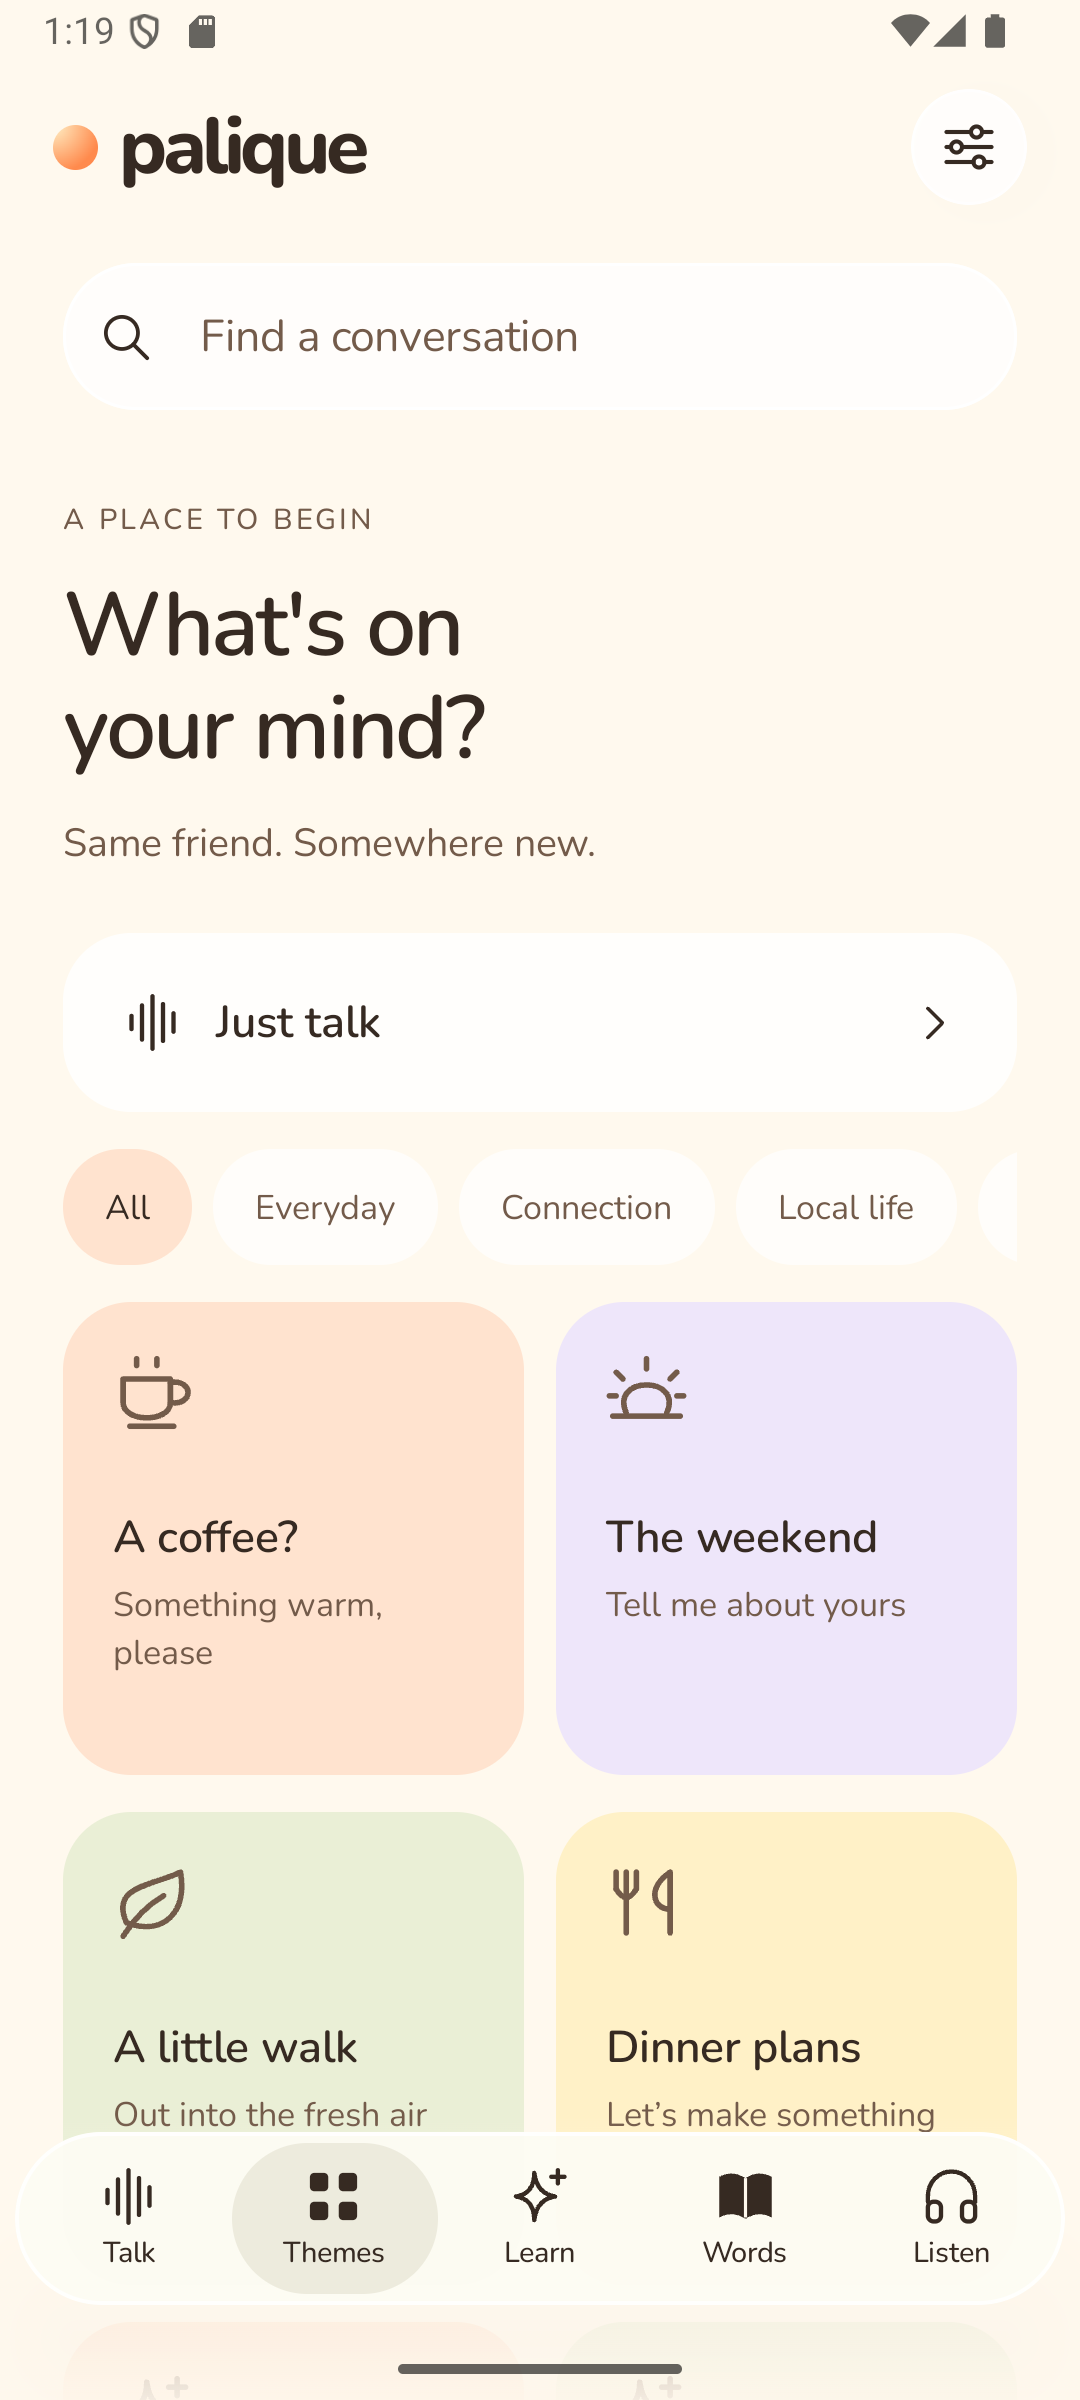 1:19
palique
Find a conversation
A PLACE TO BEGIN
What's on
your mind?
Same friend. Somewhere new.
Just talk
All
Everyday
Connection
Local life
A coffee?
Something warm,
please
The weekend
Tell me about yours
A little walk
Out into the fresh air
Dinner plans
Let’s make something
Talk
Themes
Learn
Words
Listen